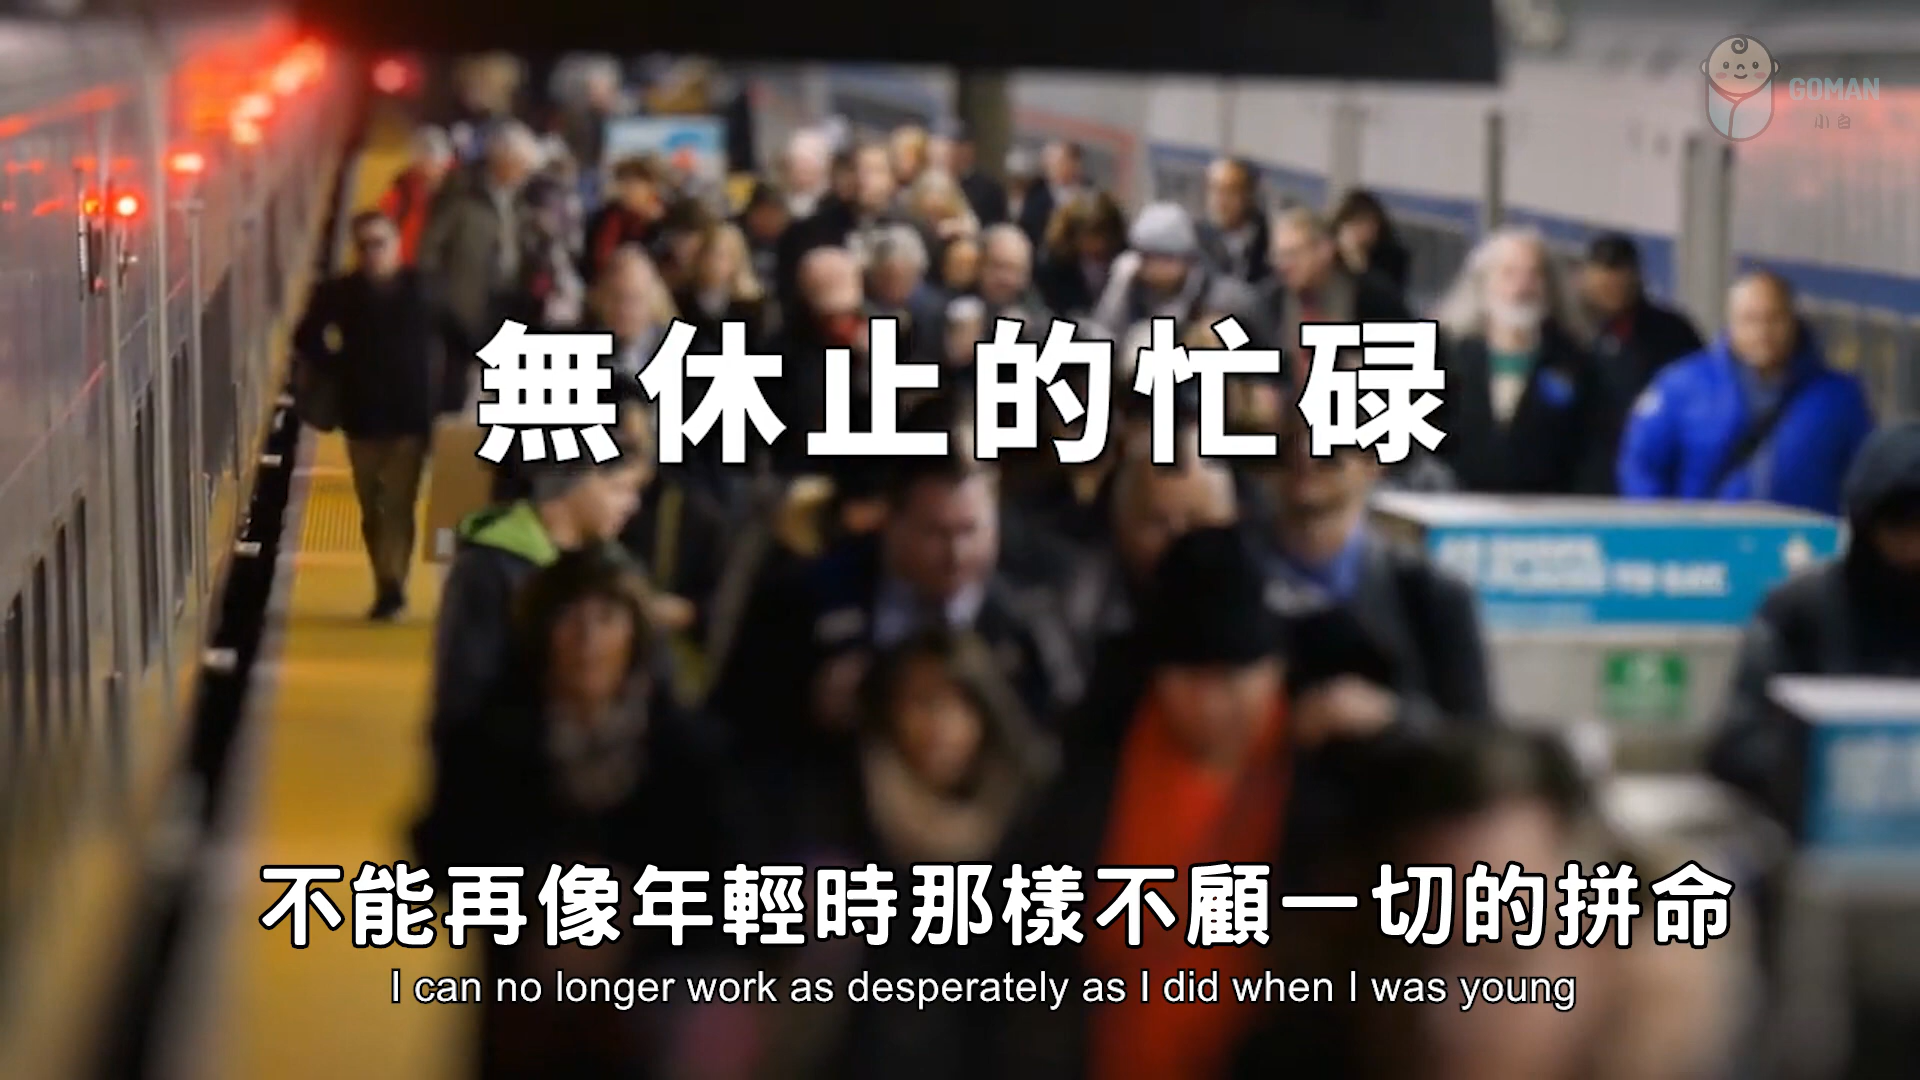 GOMAN
小白
無休止的忙碌
不能再像年輕時那樣不顧一切的拼命
I can no longer work as desperately as I did when I was young